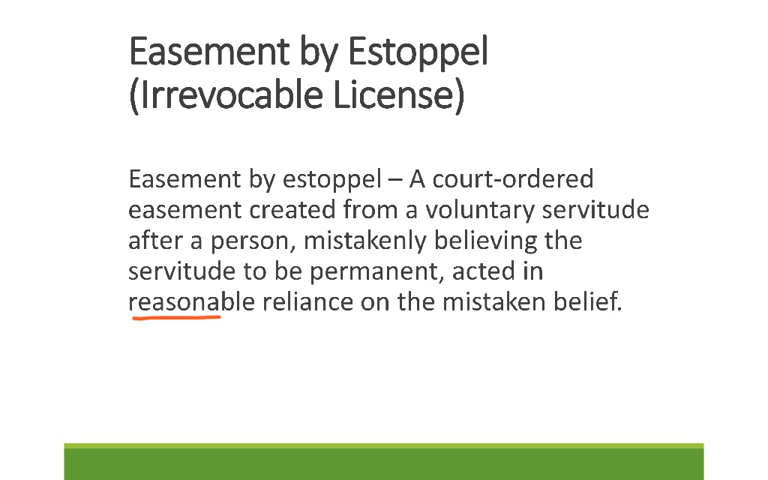 Easement by Estoppel
(Irrevocable License)
Easement by estoppel – A court-ordered
easement created from a voluntary servitude
after a person, mistakenly believing the
servitude to be permanent, acted in
reasonable reliance on the mistaken belief.